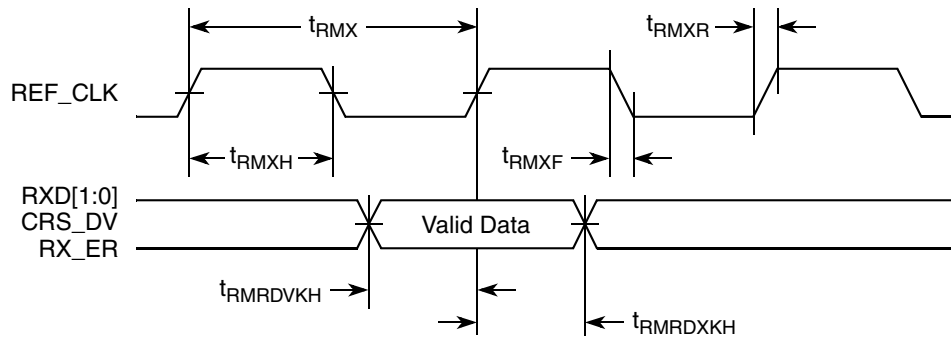 tRMX
tRMXR
REF_CLK
tRMXH
tRMXF
RXD[1:0]
CRS_DV
RX_ER
Valid Data
tRMRDVKH
tRMRDXKH